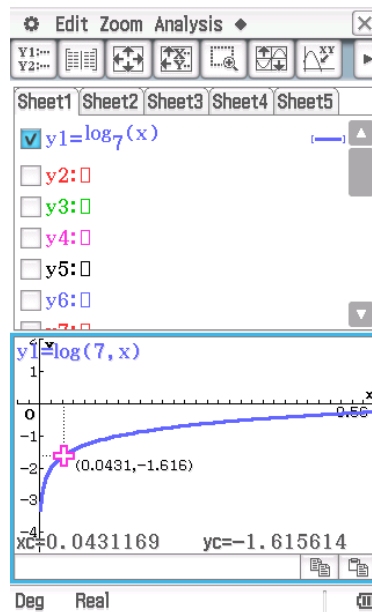 Edit Zoom Analysis
Y1:··· Y2:···
Sheet1 Sheet2 Sheet3 Sheet4 Sheet5
y1=log7(x)
y2:
y3:
y4:
y5:
y6:
y1=log(7,x)
y
1
x
0
0.56
-1
-2
(0.0431,-1.616)
-3
-4
xc=0.0431169 yc=-1.615614
Deg Real